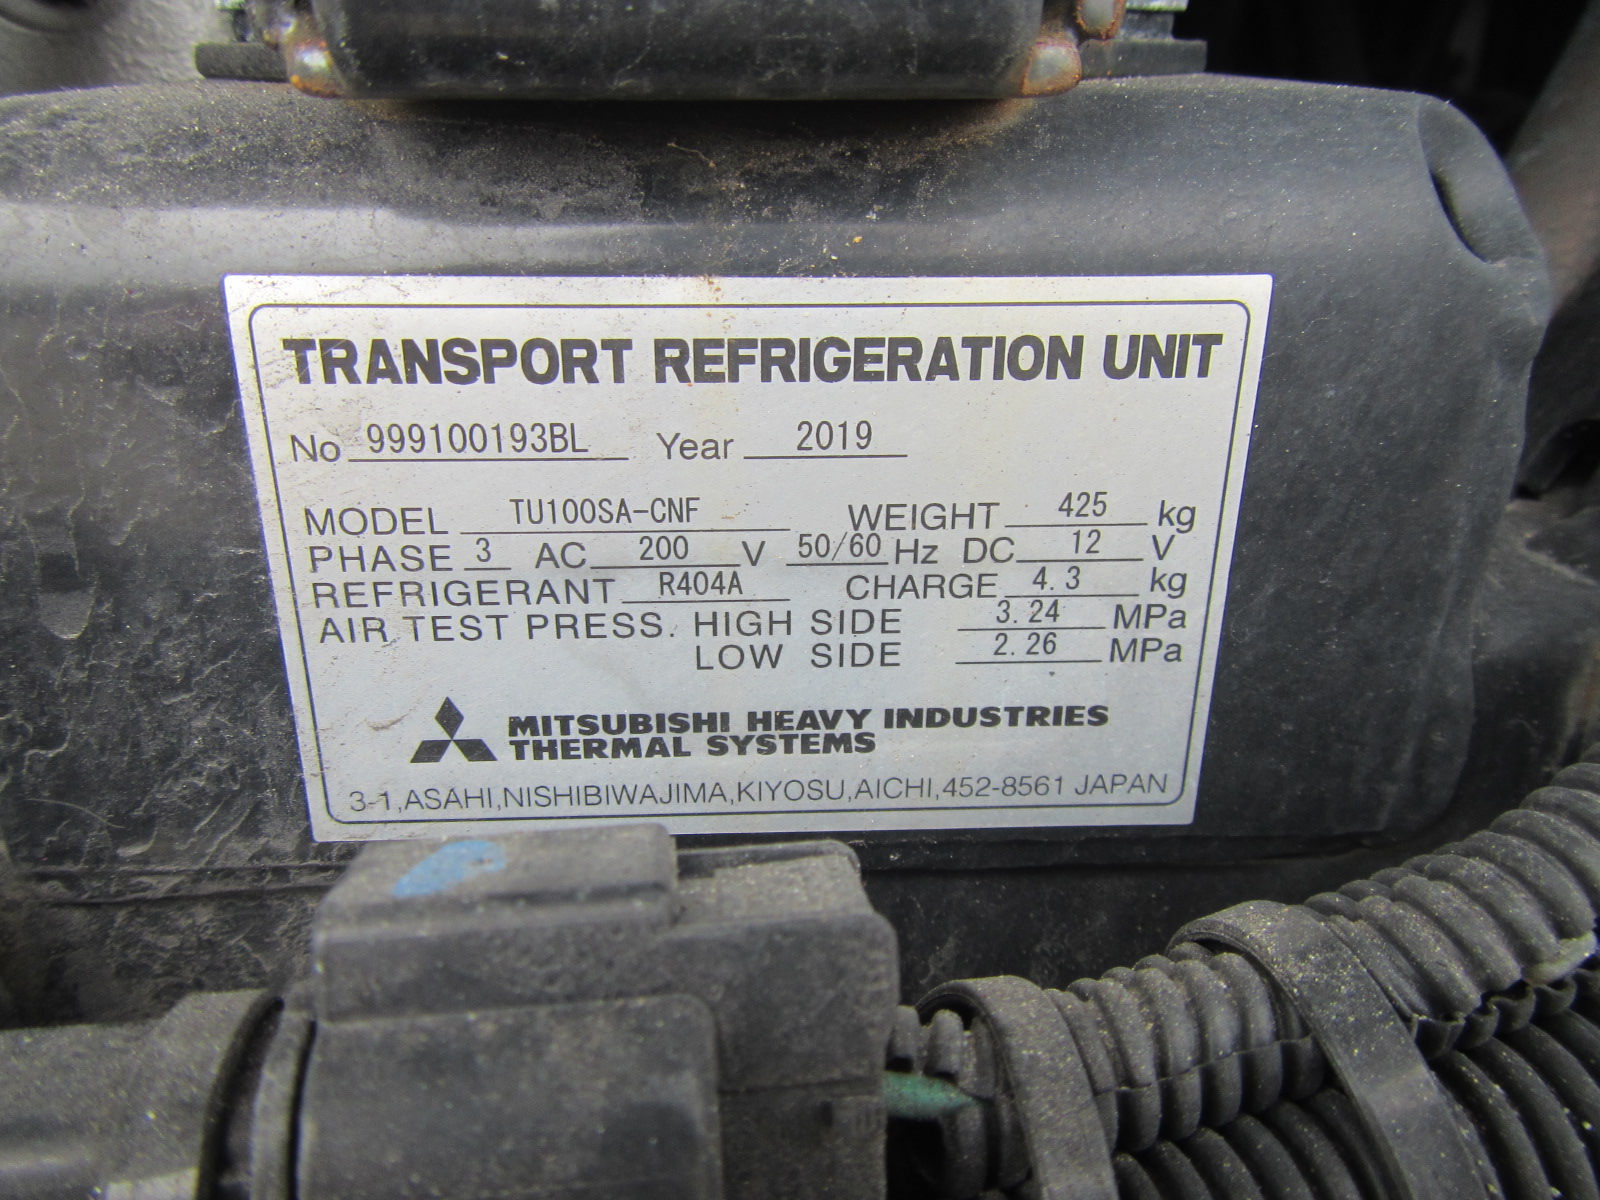 TRANSPORT REFRIGERATION UNIT
No 999100193BL Year 2019
MODEL TU100SA-CNF WEIGHT 425 kg
PHASE 3 AC 200 V 50/60 Hz DC 12 V
REFRIGERANT R404A CHARGE 4.3 kg
AIR TEST PRESS. HIGH SIDE 3.24 MPa
LOW SIDE 2.26 MPa
MITSUBISHI HEAVY INDUSTRIES
THERMAL SYSTEMS
3-1,ASAHI,NISHIBIWAJIMA,KIYOSU,AICHI,452-8561 JAPAN